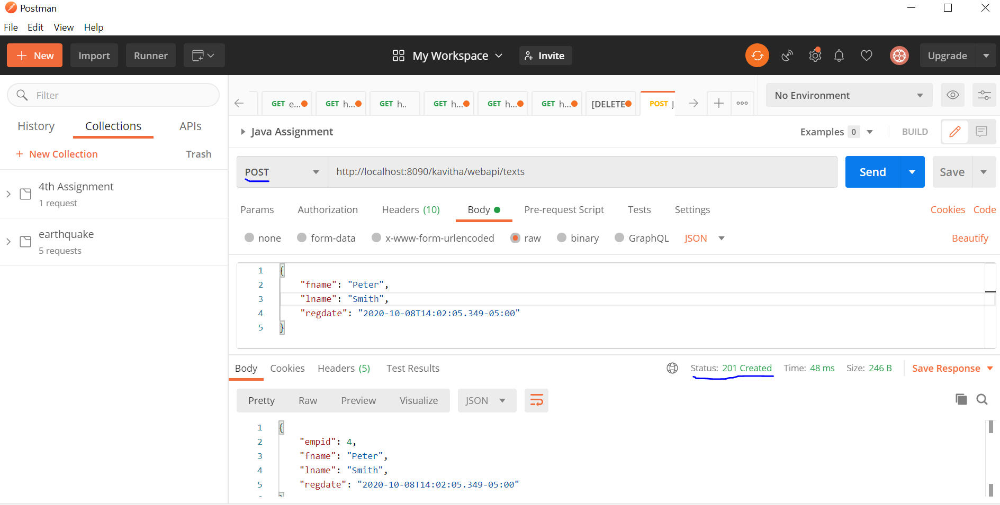 Postman
File Edit View Help
New Import Runner My Workspace Invite Upgrade
Filter
GET e... GET h... GET h.. GET h... GET h... GET h... [DELETE POST No Environment
History Collections APIs
Java Assignment Examples 0 BUILD
+ New Collection Trash
POST http://localhost:8090/kavitha/webapi/texts Send Save
4th Assignment
1 request
Params Authorization Headers (10) Body Pre-request Script Tests Settings Cookies Code
earthquake
5 requests
none form-data x-www-form-urlencoded raw binary GraphQL JSON Beautify
1 {
2 "fname": "Peter",
3 "lname": "Smith",
4 "regdate": "2020-10-08T14:02:05.349-05:00"
5 }
Body Cookies Headers (5) Test Results Status: 201 Created Time: 48 ms Size: 246 B Save Response
Pretty Raw Preview Visualize JSON
1 {
2 "empid": 4,
3 "fname": "Peter",
4 "lname": "Smith",
5 "regdate": "2020-10-08T14:02:05.349-05:00"